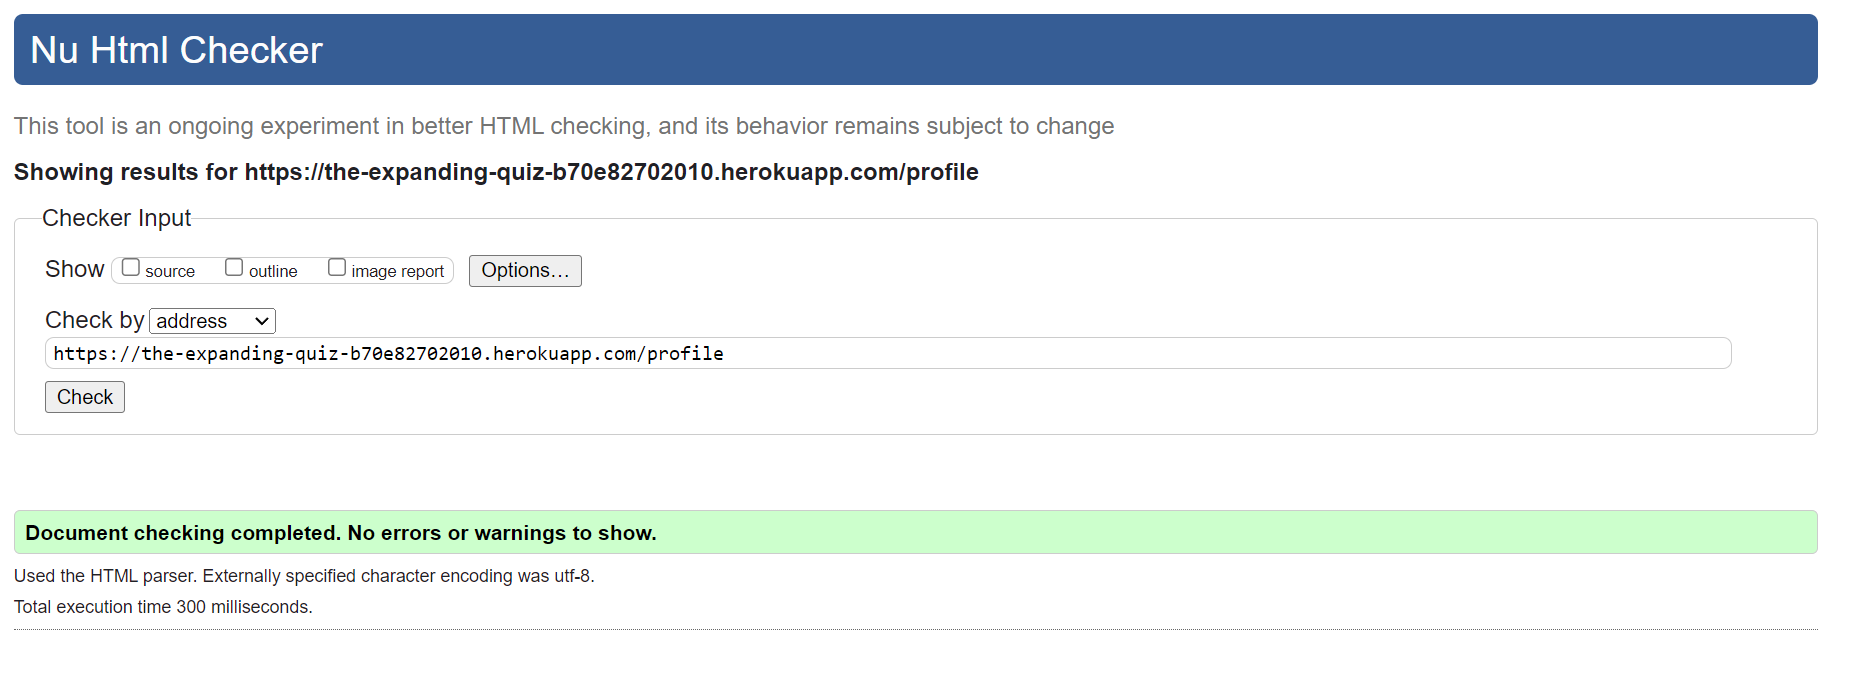 Nu Html Checker
This tool is an ongoing experiment in better HTML checking, and its behavior remains subject to change
Showing results for https://the-expanding-quiz-b70e82702010.herokuapp.com/profile
Checker Input
Show source outline image report Options...
Check by address
https://the-expanding-quiz-b70e82702010.herokuapp.com/profile
Check
Document checking completed. No errors or warnings to show.
Used the HTML parser. Externally specified character encoding was utf-8.
Total execution time 300 milliseconds.